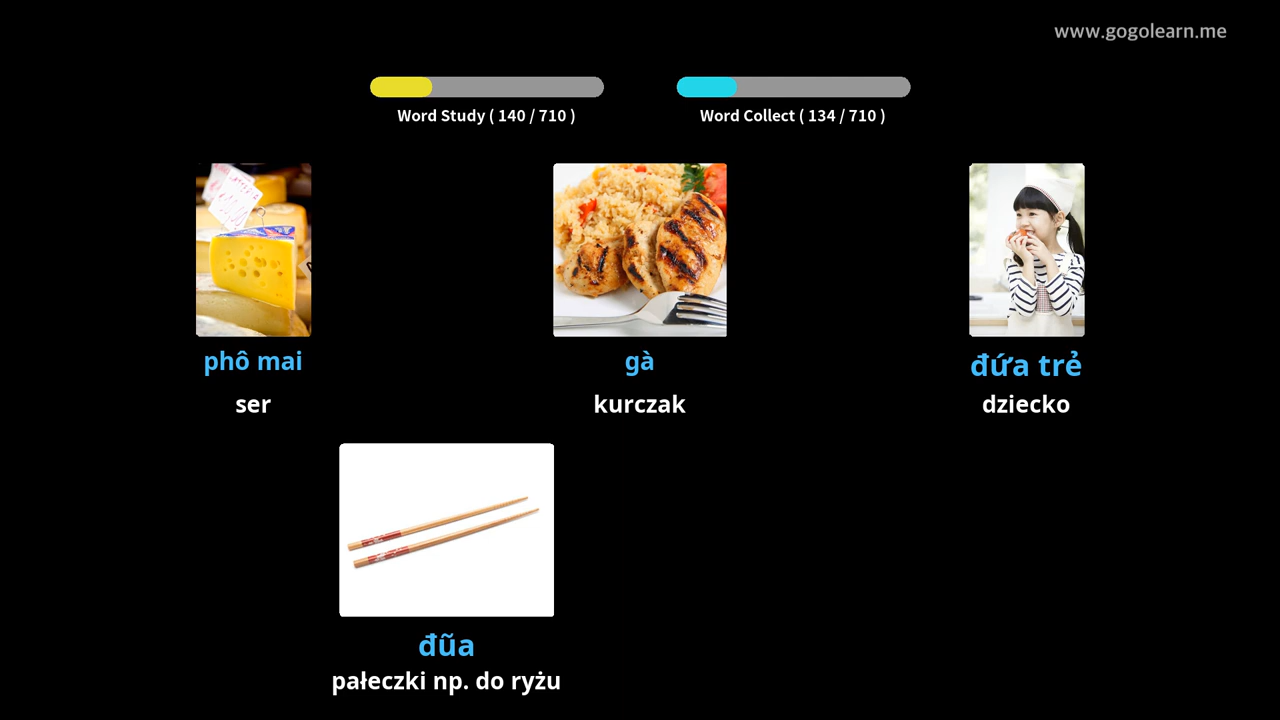 www.gogolearn.me
Word Study ( 140 / 710 )
Word Collect ( 134 / 710 )
phô mai
ser
gà
kurczak
đứa trẻ
dziecko
đũa
pałeczki np. do ryżu